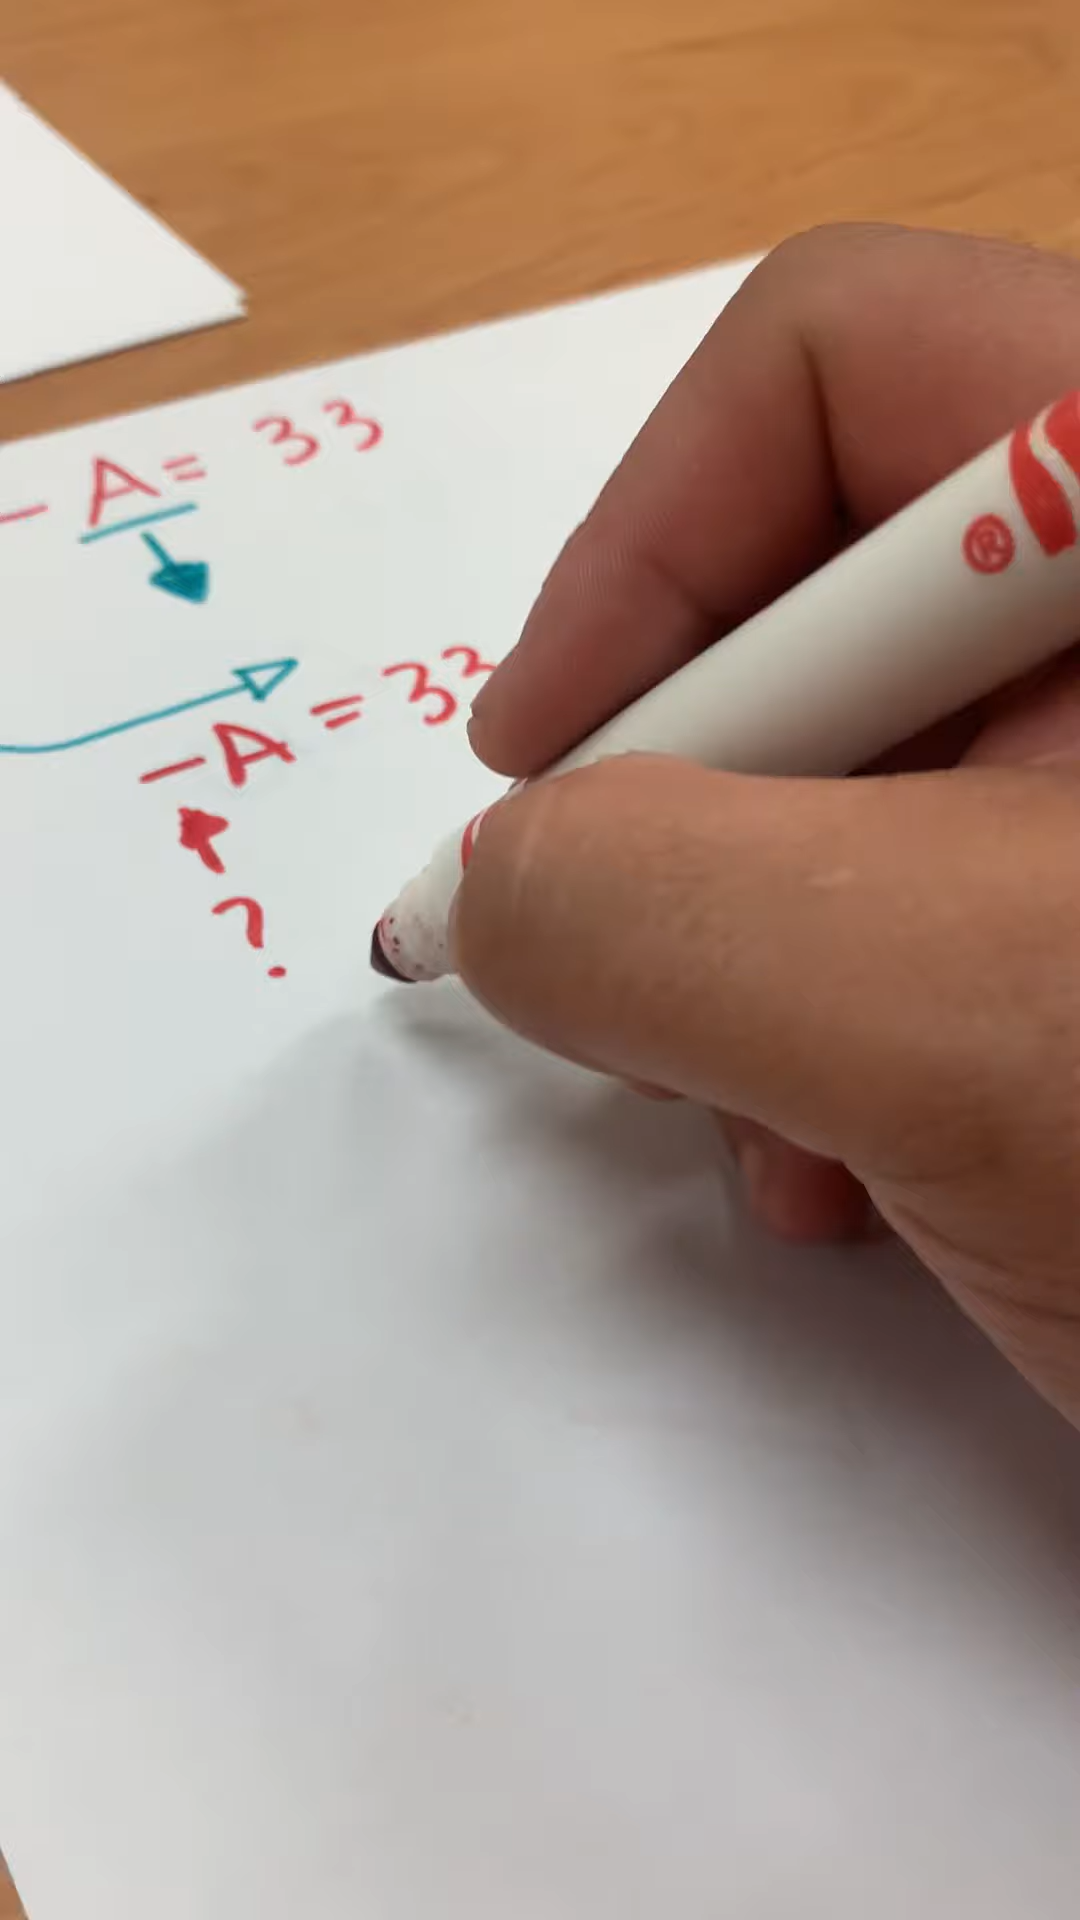 - A = 33
- A = 33
?
®